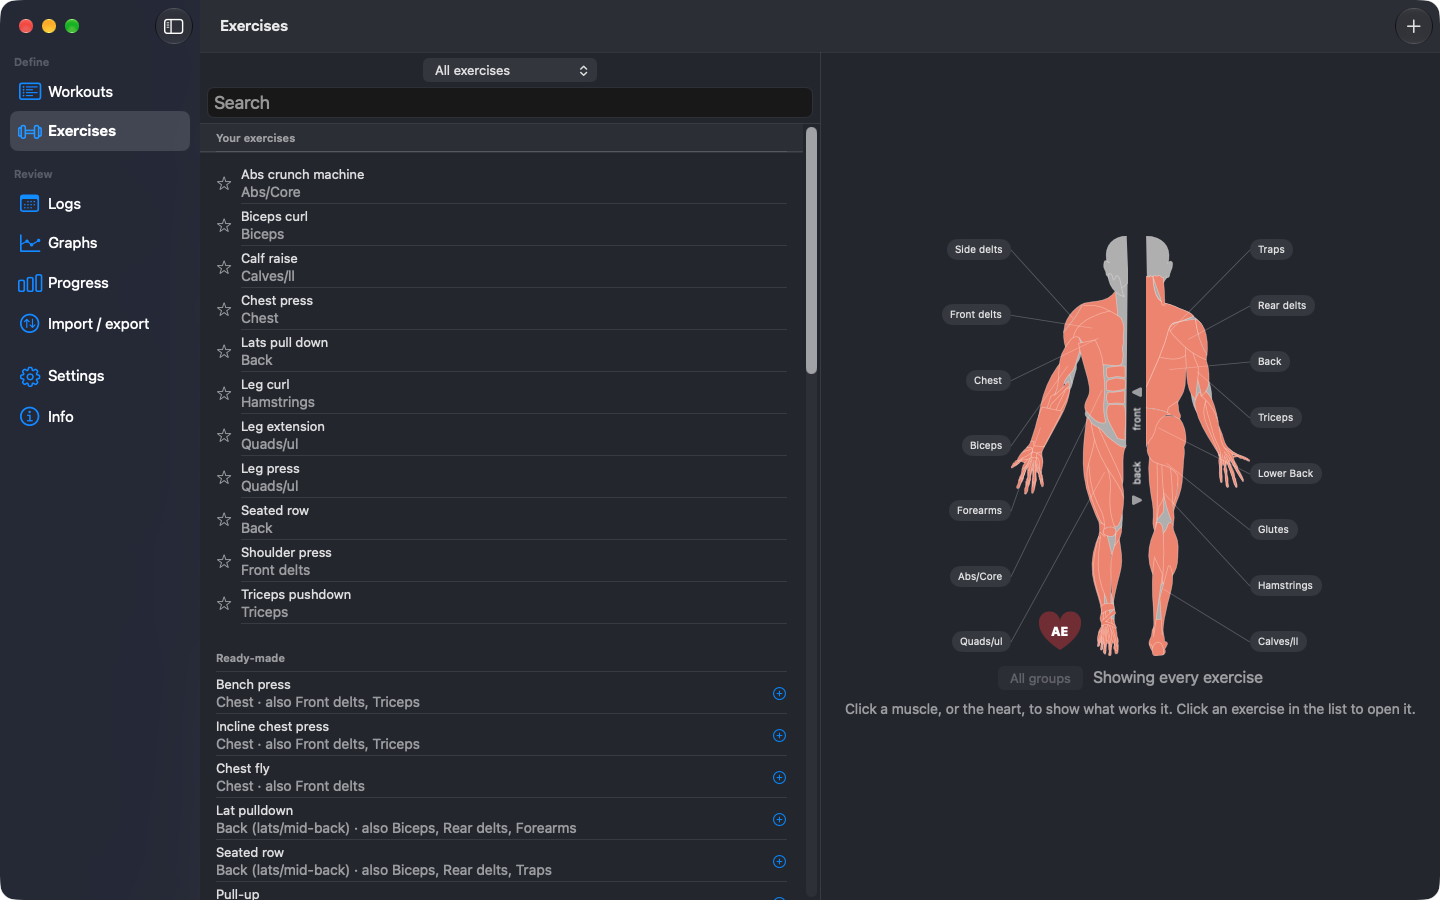 Exercises
Define
Workouts
Exercises
Review
Logs
Graphs
Progress
Import / export
Settings
Info
All exercises
Search
Your exercises
Abs crunch machine
Abs/Core
Biceps curl
Biceps
Calf raise
Calves/ll
Chest press
Chest
Lats pull down
Back
Leg curl
Hamstrings
Leg extension
Quads/ul
Leg press
Quads/ul
Seated row
Back
Shoulder press
Front delts
Triceps pushdown
Triceps
Ready-made
Bench press
Chest · also Front delts, Triceps
Incline chest press
Chest · also Front delts, Triceps
Chest fly
Chest · also Front delts
Lat pulldown
Back (lats/mid-back) · also Biceps, Rear delts, Forearms
Seated row
Back (lats/mid-back) · also Biceps, Rear delts, Traps
Pull-up
Side delts
Front delts
Chest
Biceps
Forearms
Abs/Core
Quads/ul
front
back
AE
Traps
Rear delts
Back
Triceps
Lower Back
Glutes
Hamstrings
Calves/ll
All groups
Showing every exercise
Click a muscle, or the heart, to show what works it. Click an exercise in the list to open it.